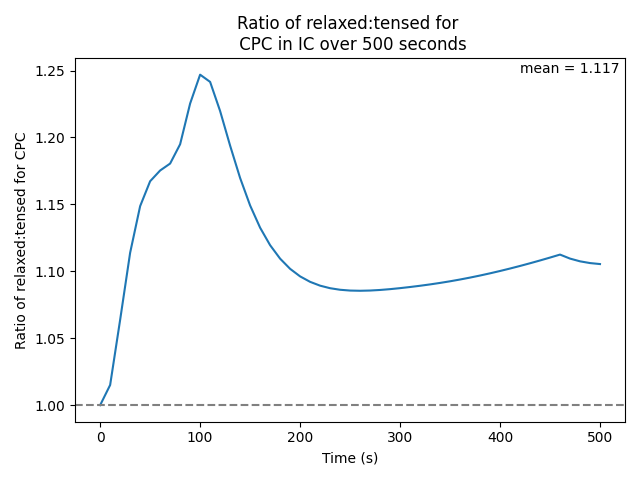 Ratio of relaxed:tensed for
CPC in IC over 500 seconds
mean = 1.117
Ratio of relaxed:tensed for CPC
1.25
1.20
1.15
1.10
1.05
1.00
0
100
200
300
400
500
Time (s)